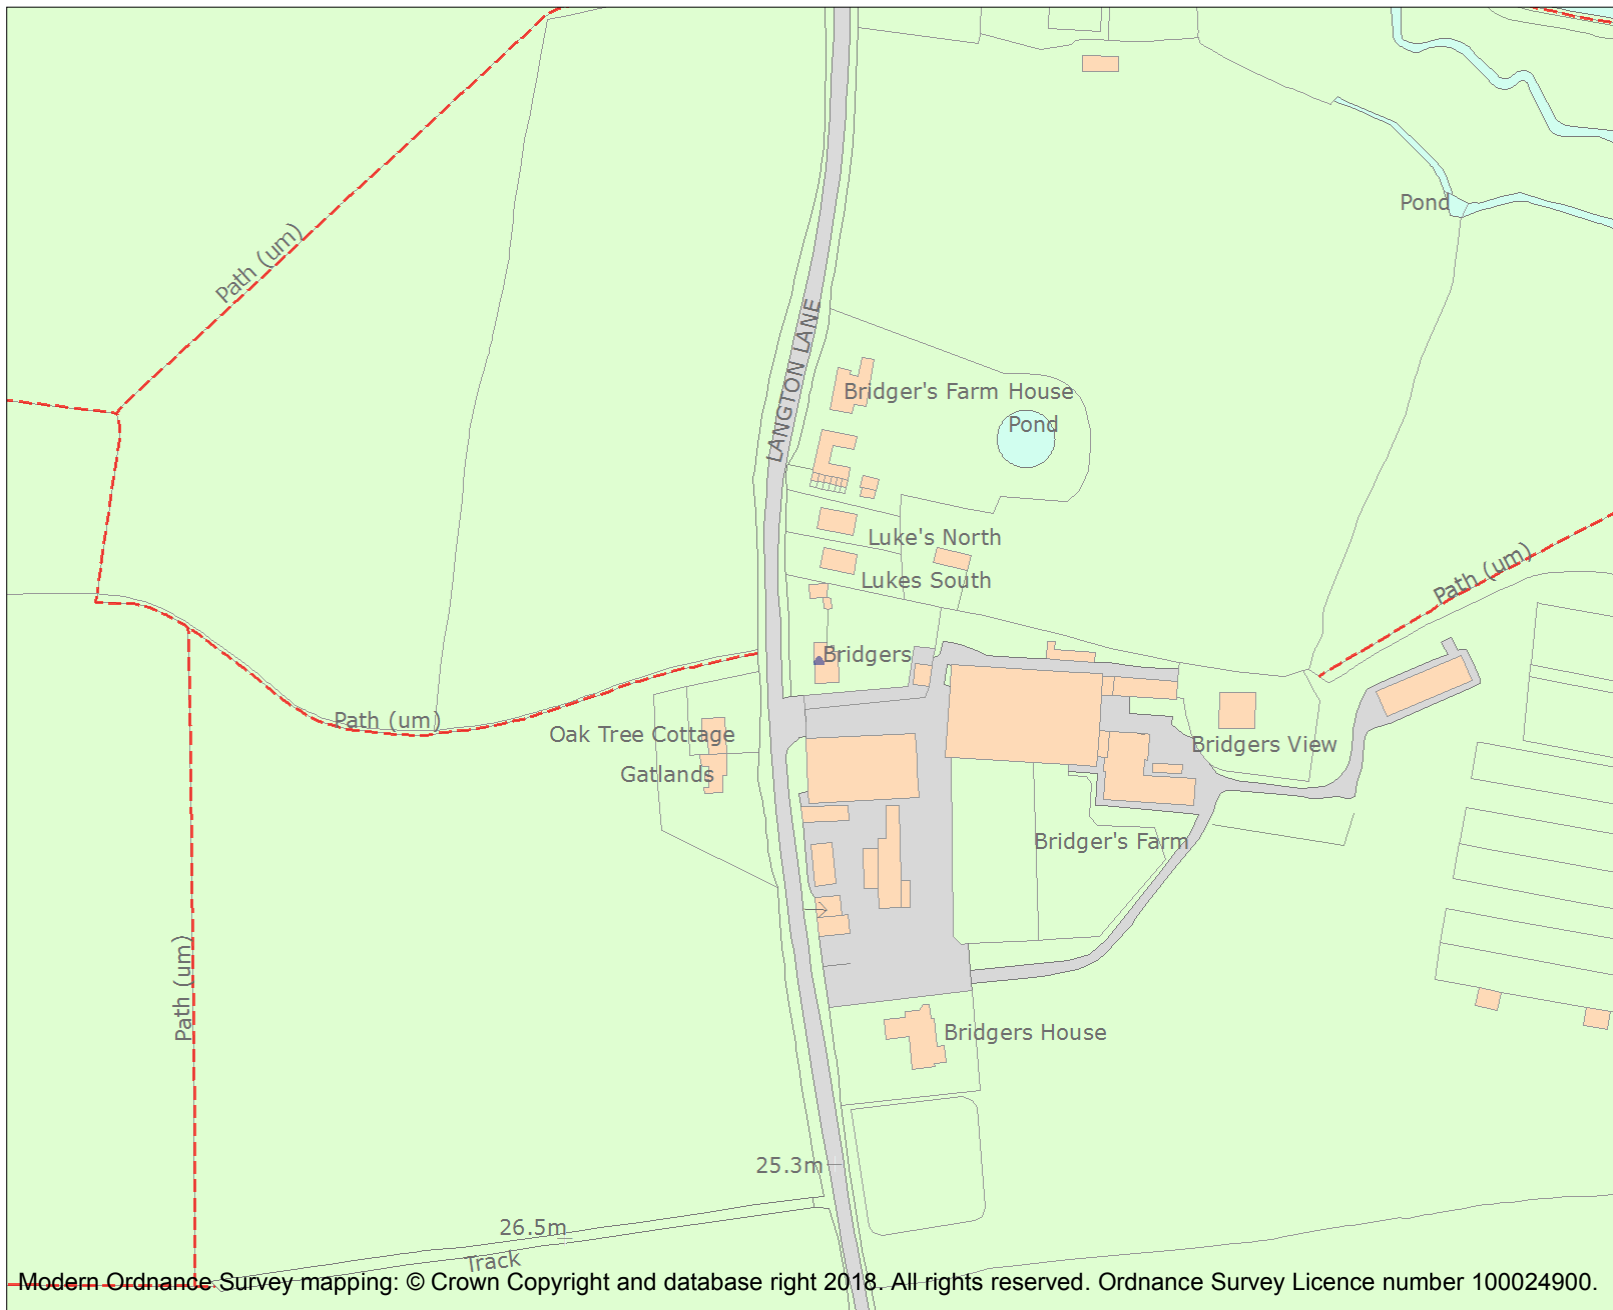 Path (um)
Pond
LANGTON LANE
Bridger's Farm House
Pond
Luke's North
Path (um)
Lukes South
Bridgers
Path (um)
Oak Tree Cottage
Bridgers View
Gatlands
Bridger's Farm
Path (um)
Bridgers House
25.3m
26.5m
Track
Modern Ordnance Survey mapping: © Crown Copyright and database right 2018. All rights reserved. Ordnance Survey Licence number 100024900.